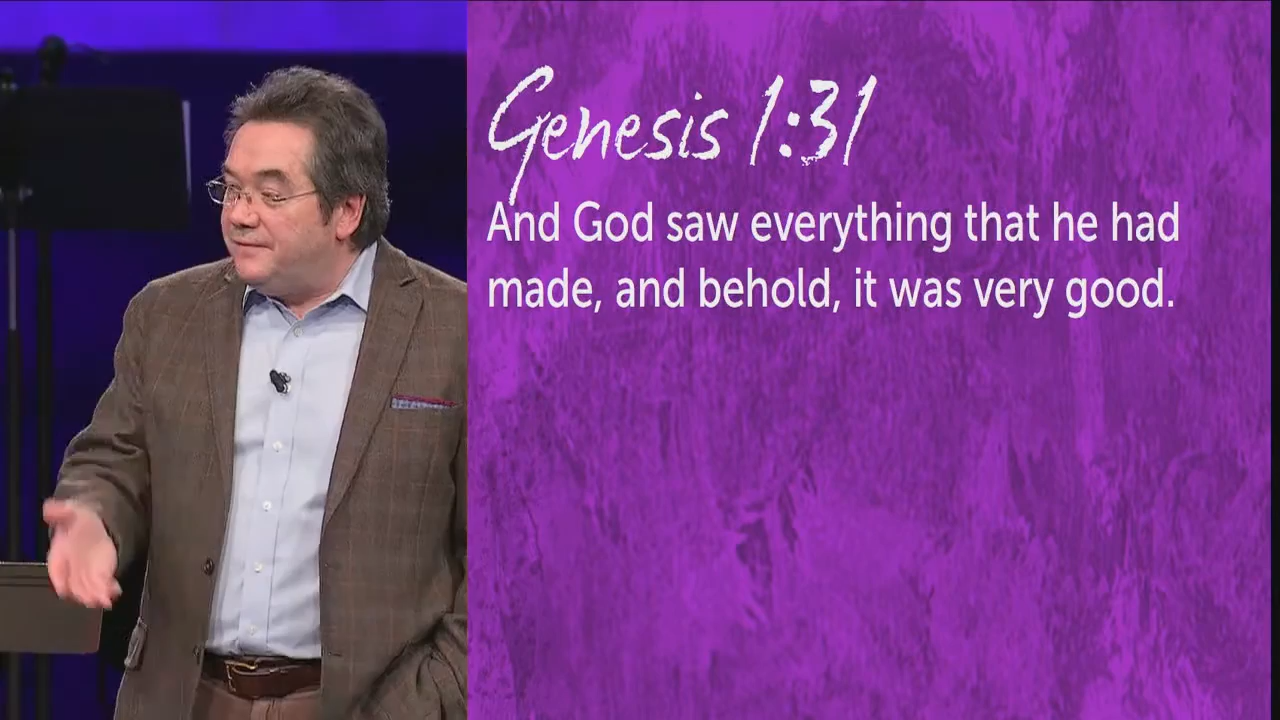 Genesis 1:31
And God saw everything that he had
made, and behold, it was very good.